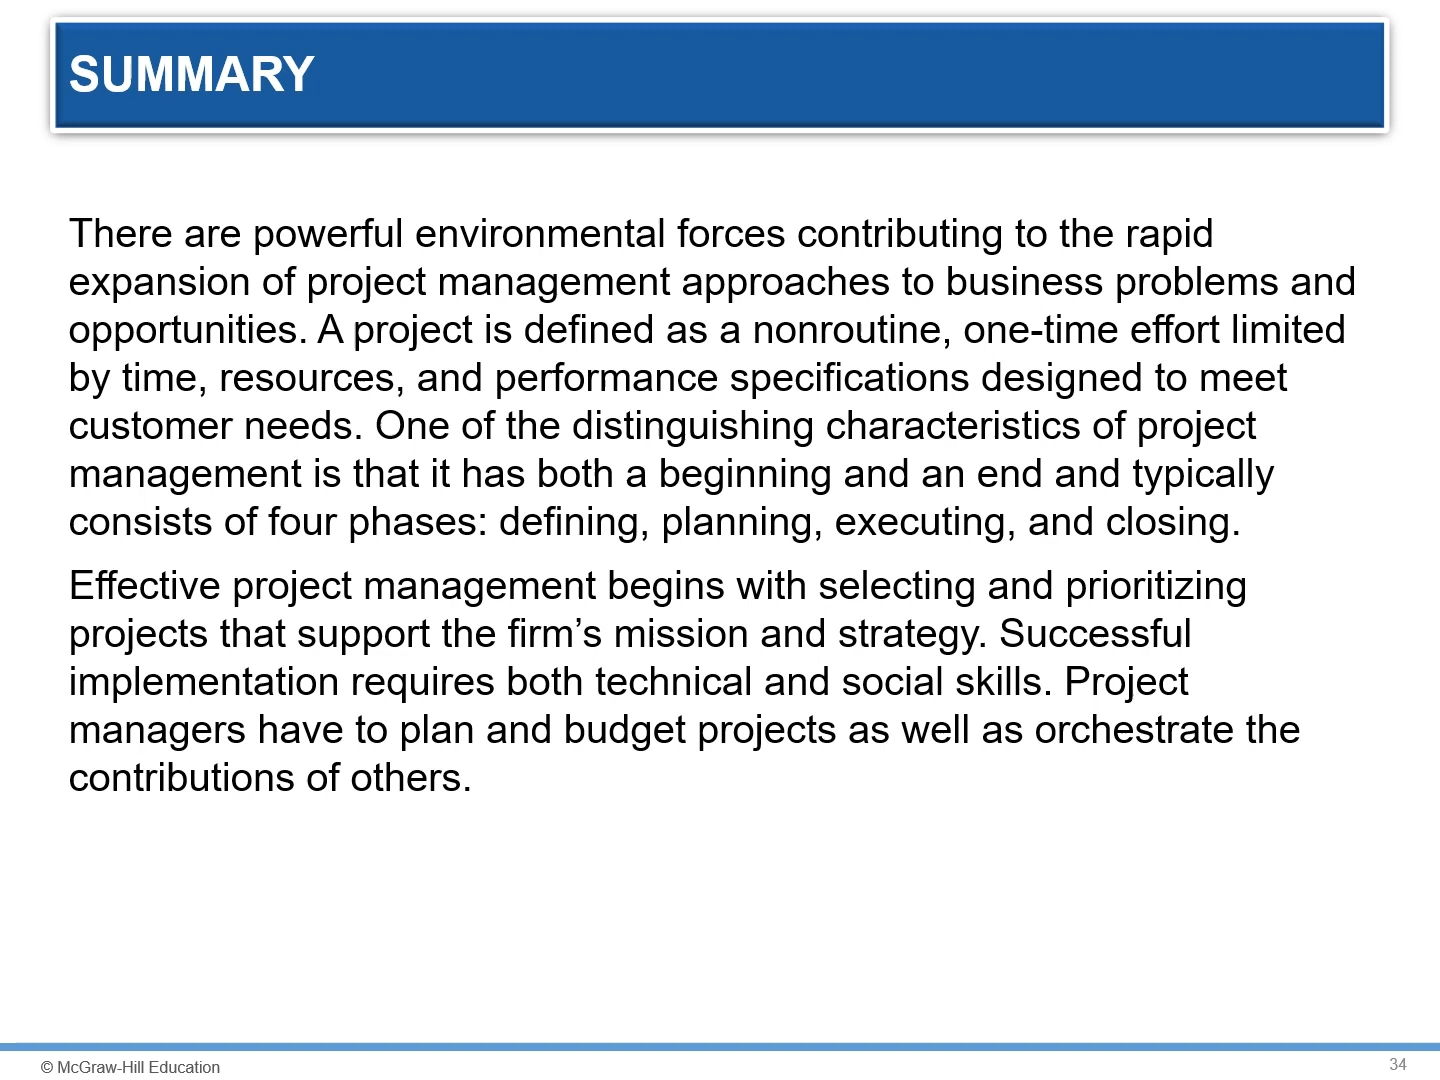 SUMMARY
There are powerful environmental forces contributing to the rapid
expansion of project management approaches to business problems and
opportunities. A project is defined as a nonroutine, one-time effort limited
by time, resources, and performance specifications designed to meet
customer needs. One of the distinguishing characteristics of project
management is that it has both a beginning and an end and typically
consists of four phases: defining, planning, executing, and closing.
Effective project management begins with selecting and prioritizing
projects that support the firm’s mission and strategy. Successful
implementation requires both technical and social skills. Project
managers have to plan and budget projects as well as orchestrate the
contributions of others.
© McGraw-Hill Education
34